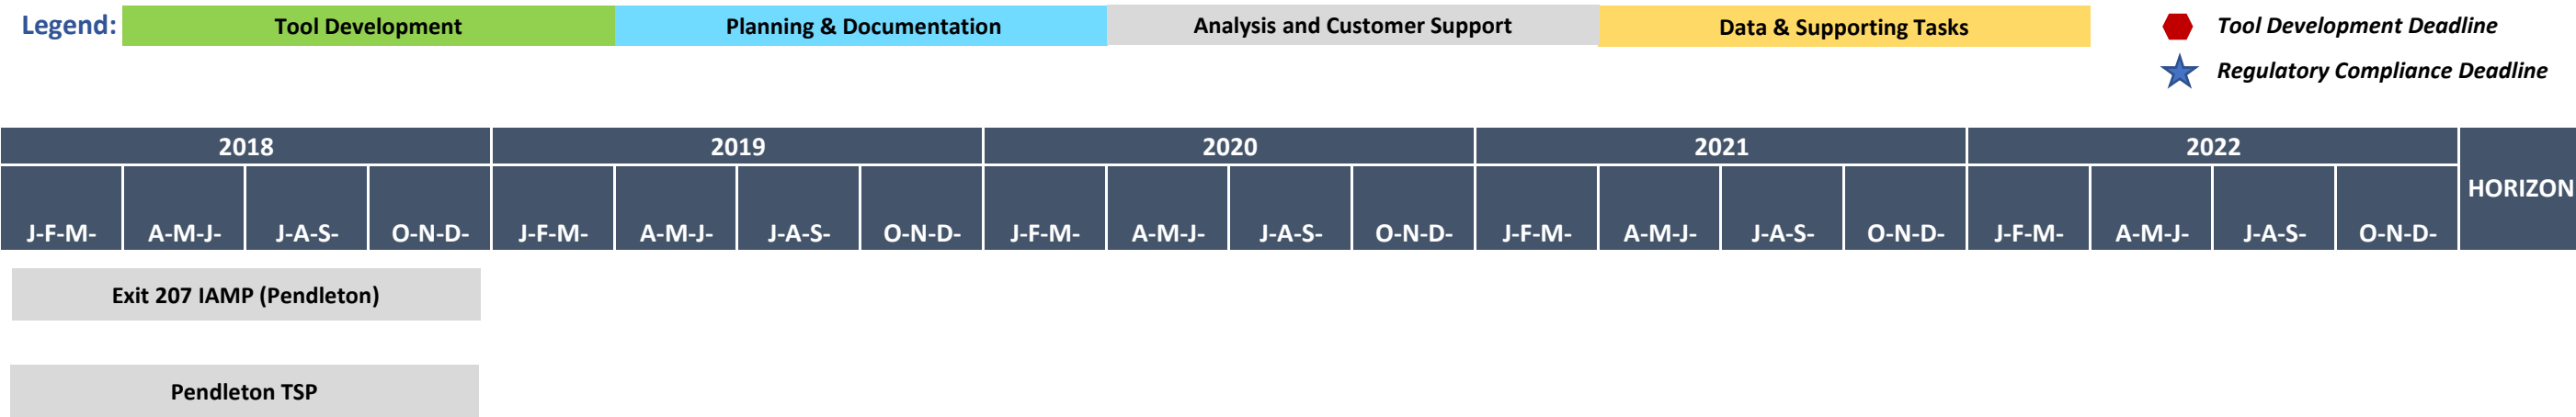 Legend: Tool Development Planning & Documentation Analysis and Customer Support Data & Supporting Tasks Tool Development Deadline
Regulatory Compliance Deadline
2018 2019 2020 2021 2022 HORIZON
J-F-M- A-M-J- J-A-S- O-N-D- J-F-M- A-M-J- J-A-S- O-N-D- J-F-M- A-M-J- J-A-S- O-N-D- J-F-M- A-M-J- J-A-S- O-N-D- J-F-M- A-M-J- J-A-S- O-N-D-
Exit 207 IAMP (Pendleton)
Pendleton TSP